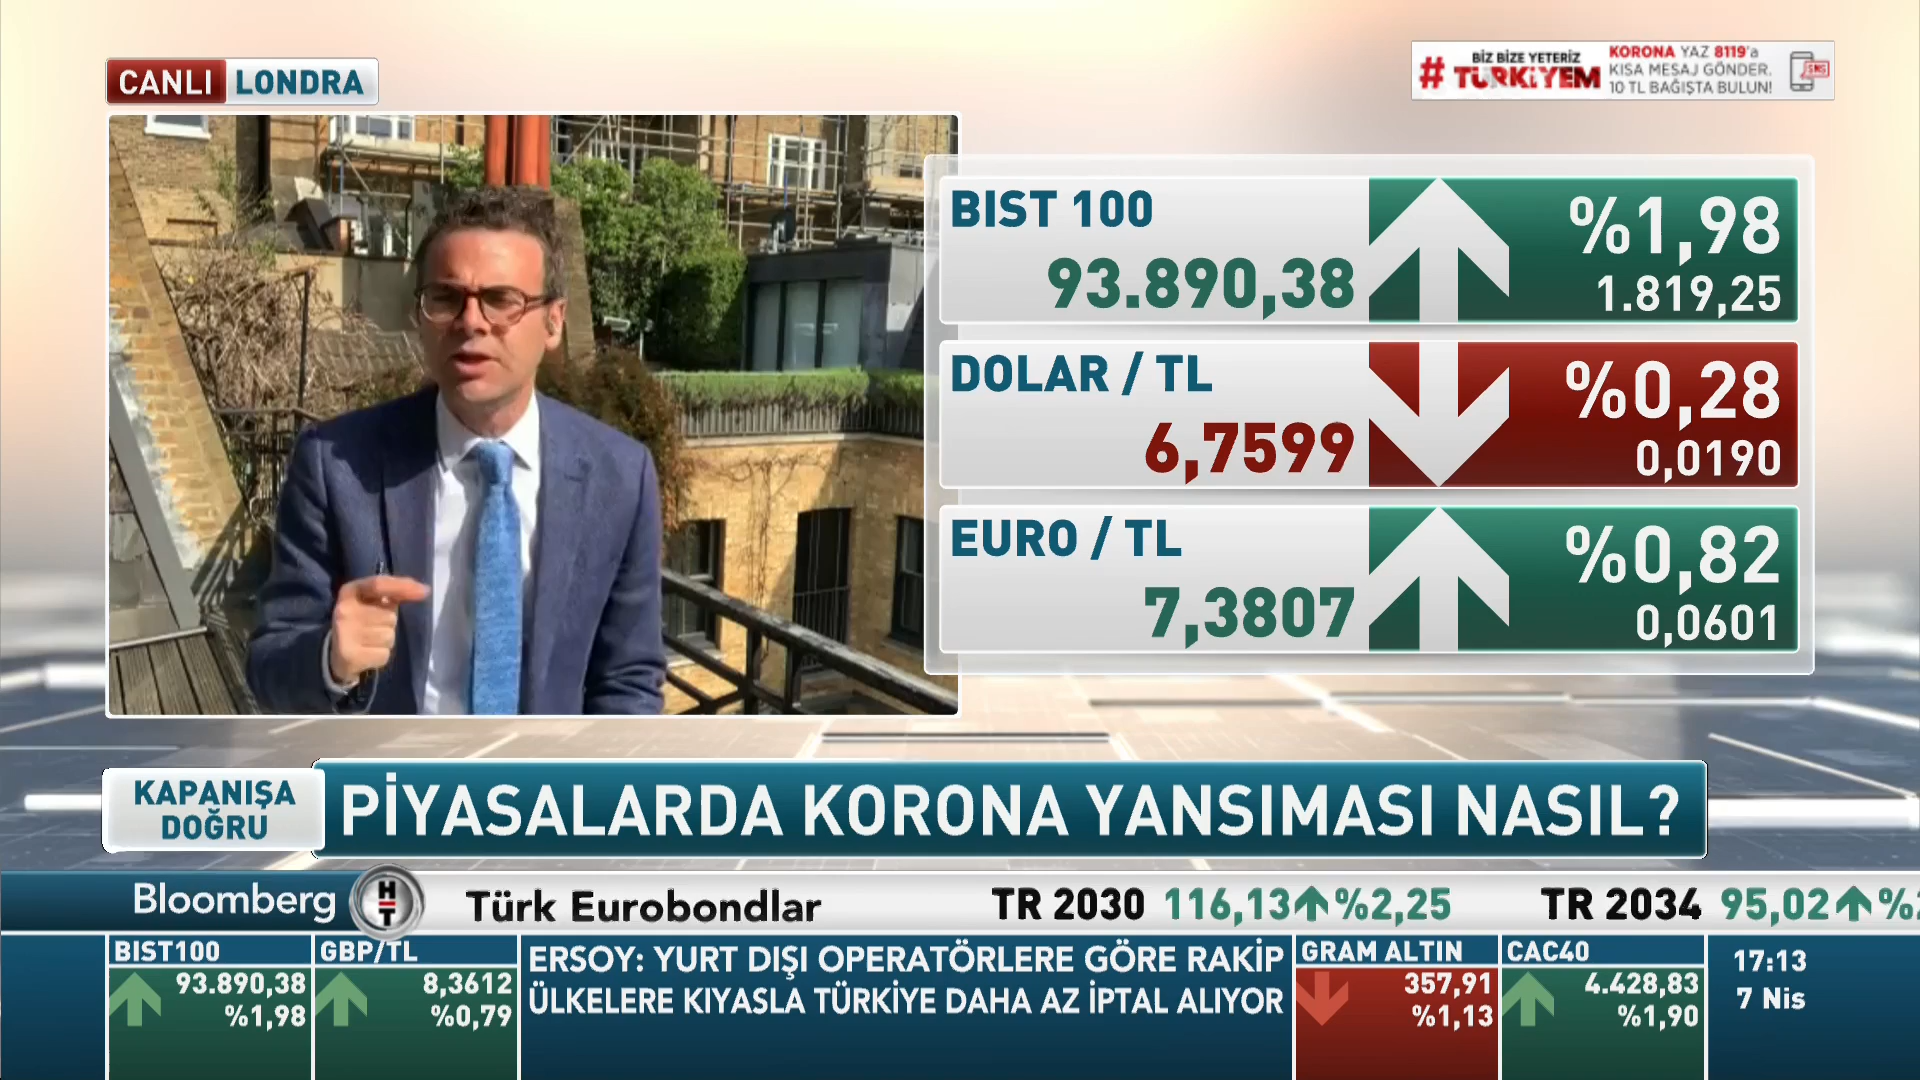 CANLI LONDRA
BİZ BİZE YETERİZ
#TÜRKİYEM
KORONA YAZ 8119'a
KISA MESAJ GÖNDER.
10 TL BAĞIŞTA BULUN!
SMS
BIST 100
93.890,38
%1,98
1.819,25
DOLAR / TL
6,7599
%0,28
0,0190
EURO / TL
7,3807
%0,82
0,0601
KAPANIŞA
DOĞRU
PİYASALARDA KORONA YANSIMASI NASIL?
Bloomberg HT
Türk Eurobondlar TR 2030 116,13 %2,25 TR 2034 95,02
BIST100
93.890,38
%1,98
GBP/TL
8,3612
%0,79
ERSOY: YURT DIŞI OPERATÖRLERE GÖRE RAKİP
ÜLKELERE KIYASLA TÜRKİYE DAHA AZ İPTAL ALIYOR
GRAM ALTIN
357,91
%1,13
CAC40
4.428,83
%1,90
17:13
7 Nis